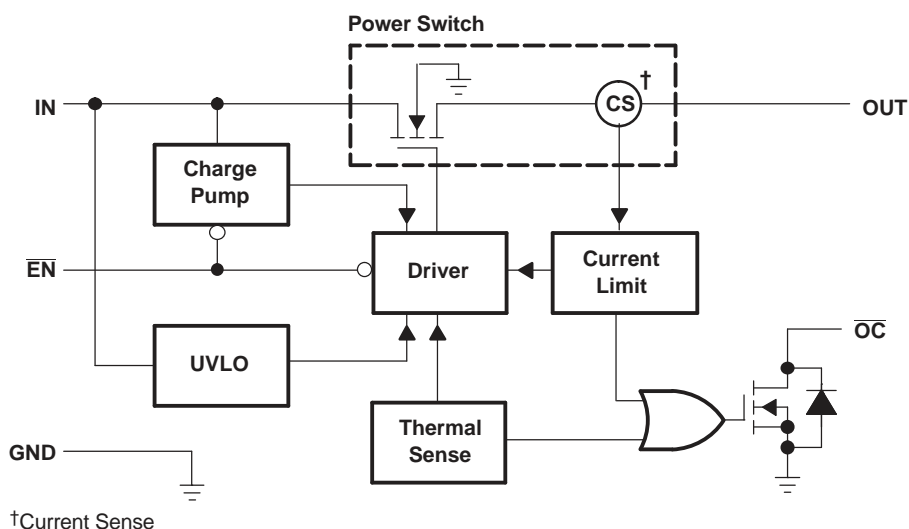 Power Switch
†
IN
CS
OUT
Charge
Pump
EN
Driver
Current
Limit
OC
UVLO
Thermal
Sense
GND
†Current Sense